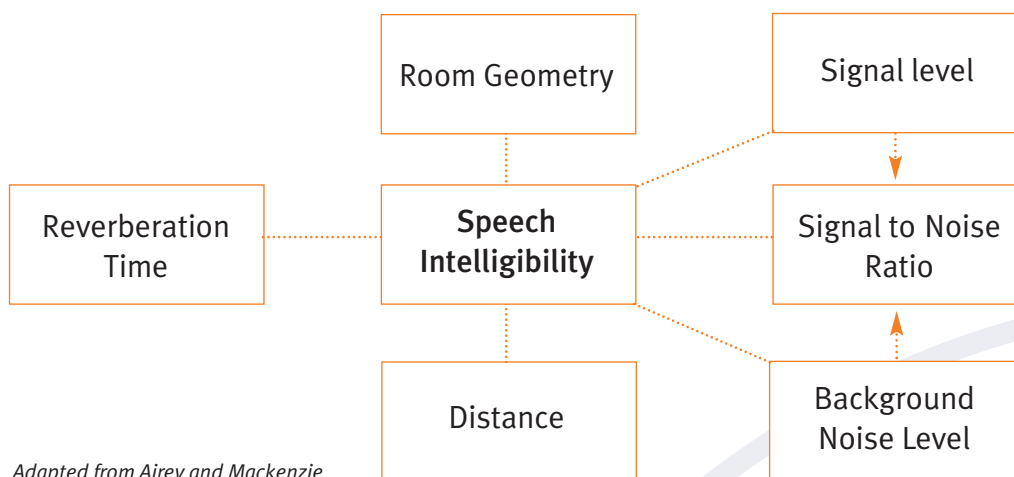 Room Geometry
Signal level
Reverberation
Time
Speech
Intelligibility
Signal to Noise
Ratio
Distance
Background
Noise Level
Adapted from Airey and Mackenzie